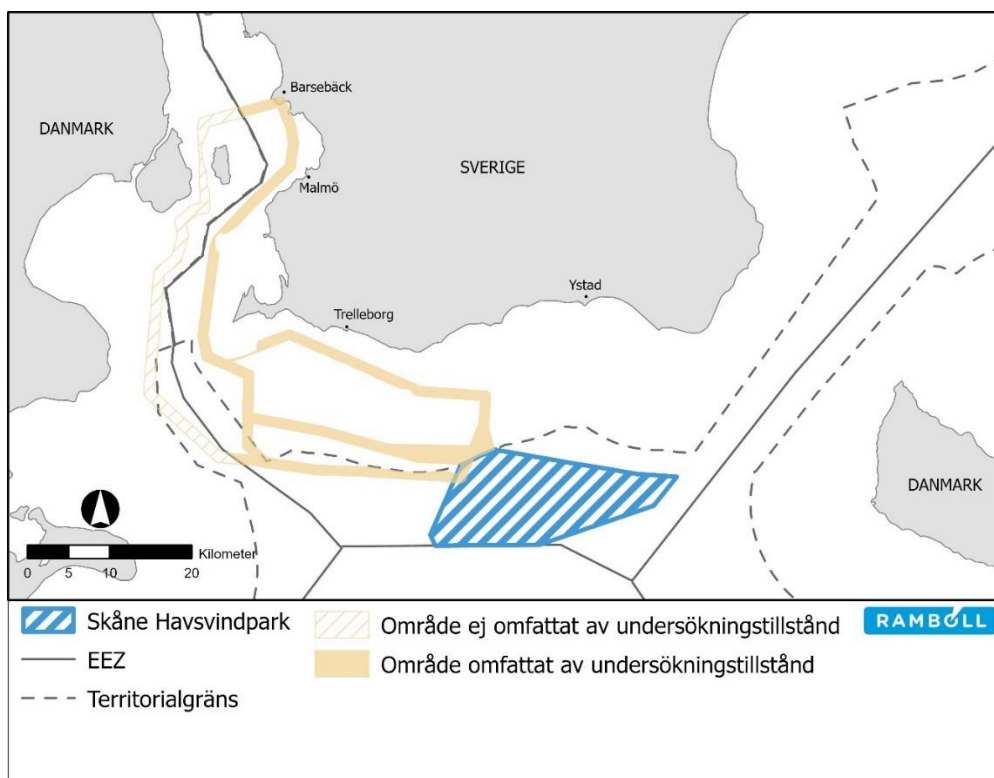 Barsebäck
DANMARK
SVERIGE
Malmö
Ystad
Trelleborg
DANMARK
Kilometer
0 5 10 20
Skåne Havsvindpark
Område ej omfattat av undersökningstillstånd
RAMBOLL
EEZ
Område omfattat av undersökningstillstånd
Territorialgräns